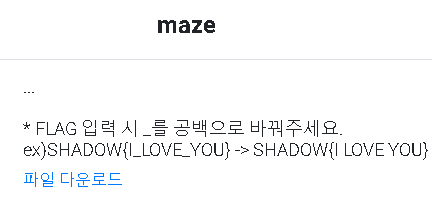 maze
...
* FLAG 입력 시 _를 공백으로 바꿔주세요.
ex)SHADOW{I_LOVE_YOU} -> SHADOW{I LOVE YOU}
파일 다운로드